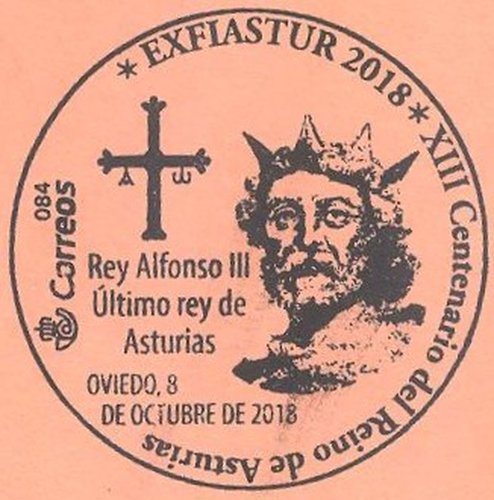 * EXFIASTUR 2018 * XIII Centenario del Reino de Asturias
Α ω
084
Correos
Rey Alfonso III
Último rey de
Asturias
OVIEDO, 8
DE OCTUBRE DE 2018